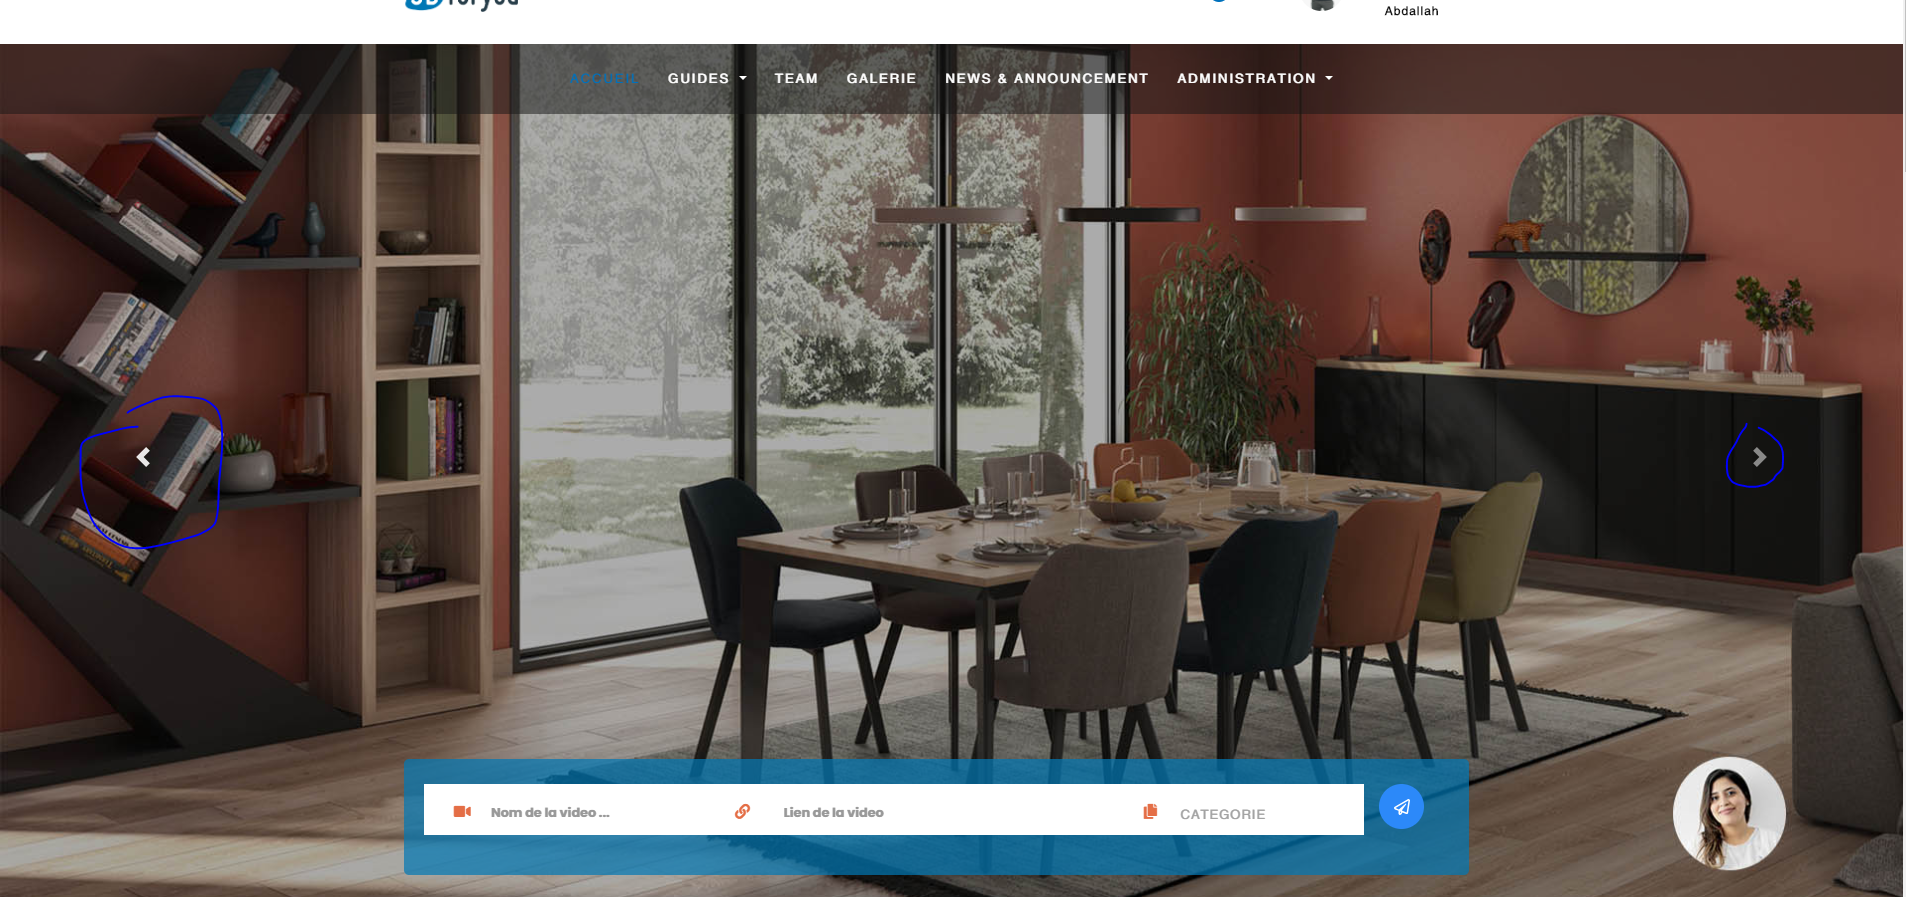 Abdallah
ACCUEIL GUIDES TEAM GALERIE NEWS & ANNOUNCEMENT ADMINISTRATION
Nom de la video ... Lien de la video CATEGORIE